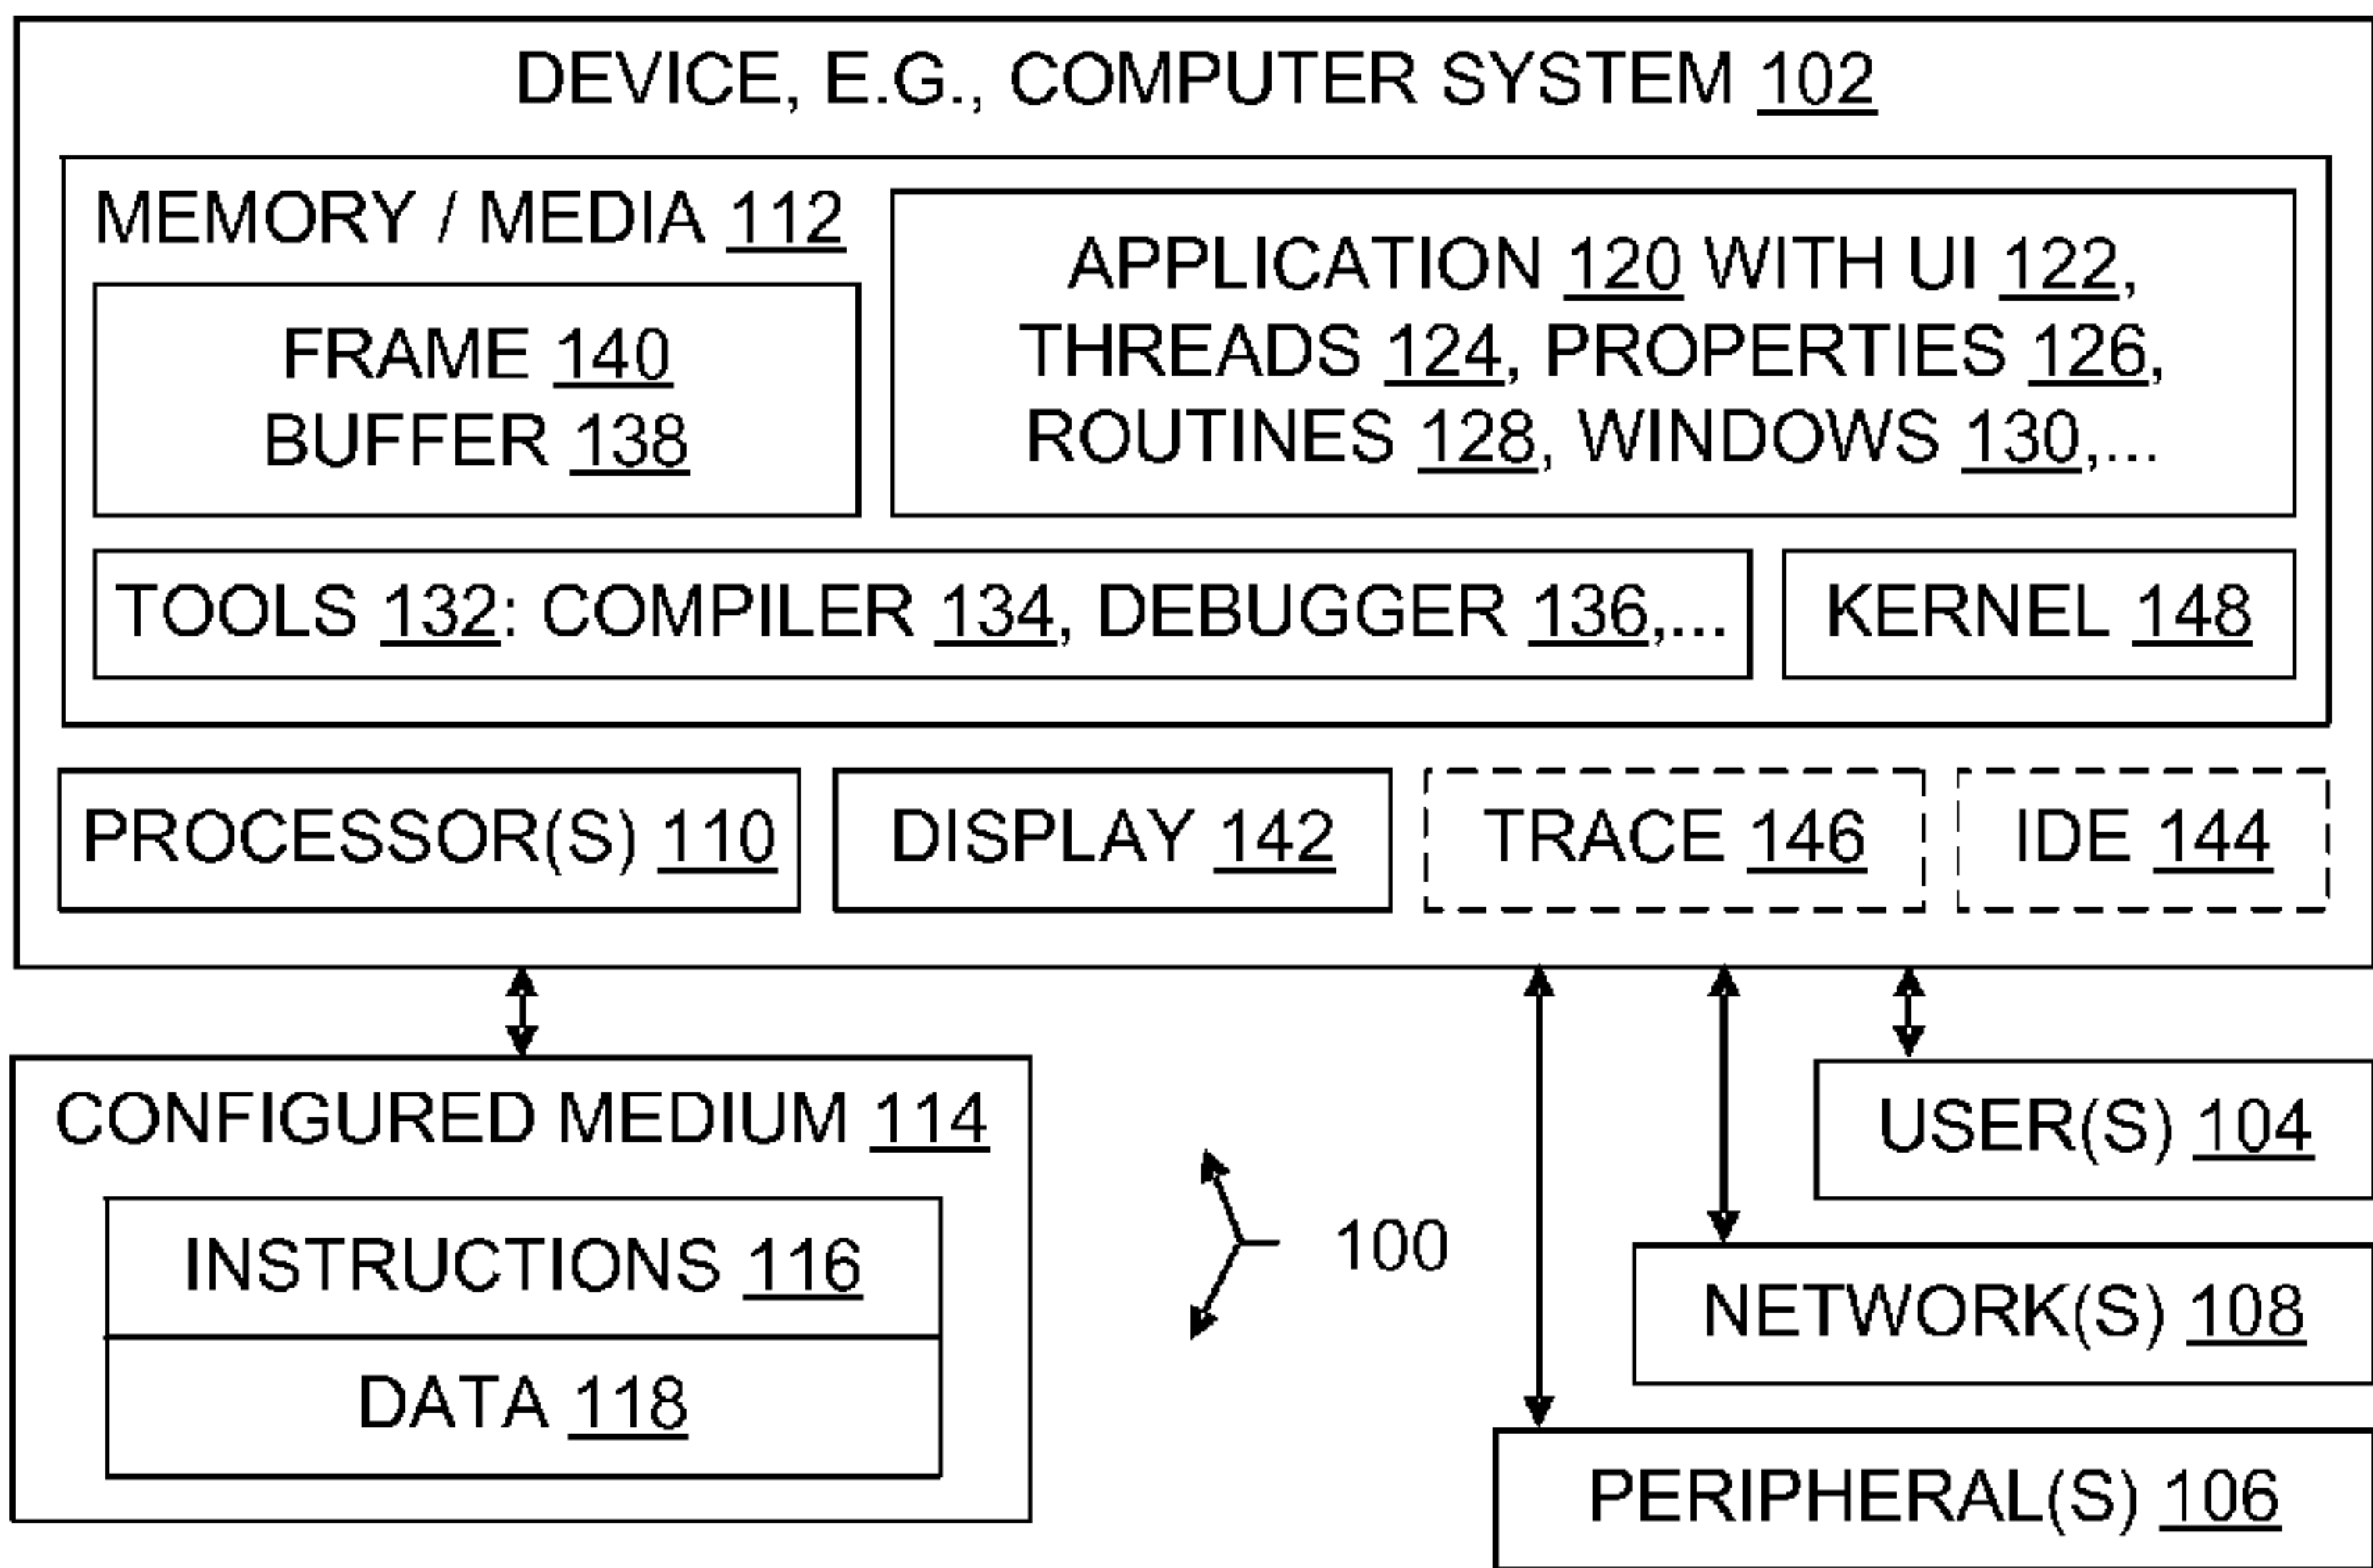 DEVICE, E.G., COMPUTER SYSTEM 102
MEMORY / MEDIA 112
FRAME 140
BUFFER 138
APPLICATION 120 WITH UI 122,
THREADS 124, PROPERTIES 126,
ROUTINES 128, WINDOWS 130,...
TOOLS 132: COMPILER 134, DEBUGGER 136,...
KERNEL 148
PROCESSOR(S) 110
DISPLAY 142
TRACE 146
IDE 144
CONFIGURED MEDIUM 114
INSTRUCTIONS 116
DATA 118
100
USER(S) 104
NETWORK(S) 108
PERIPHERAL(S) 106